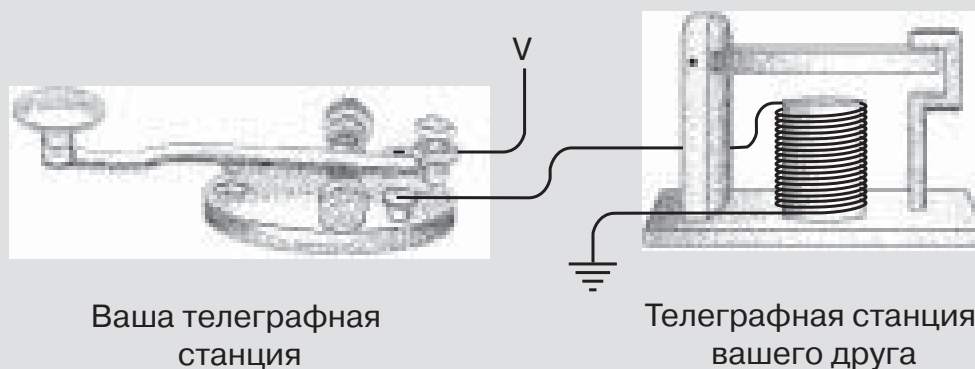 V
Ваша телеграфная
станция
Телеграфная станция
вашего друга